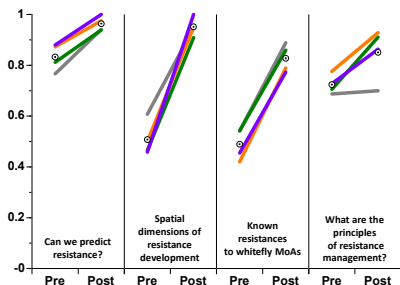 1
0.8
0.6
0.4
0.2
-0
Can we predict
resistance?
Spatial
dimensions of
resistance
development
Known
resistances
to whitefly MoAs
What are the
principles
of resistance
management?
Pre Post Pre Post Pre Post Pre Post